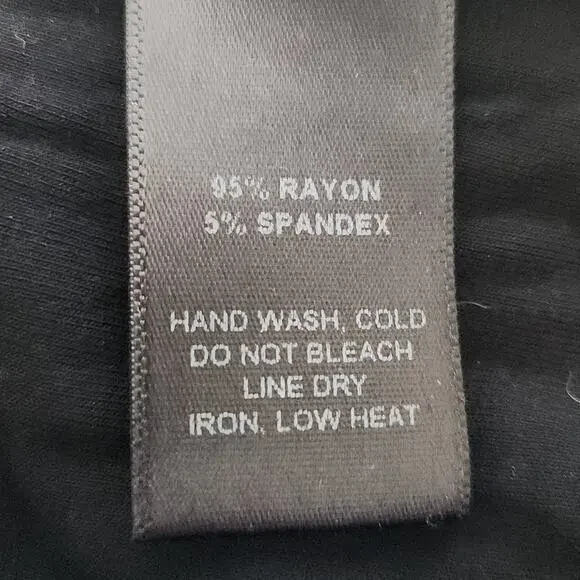 95% RAYON
5% SPANDEX
HAND WASH, COLD
DO NOT BLEACH
LINE DRY
IRON, LOW HEAT